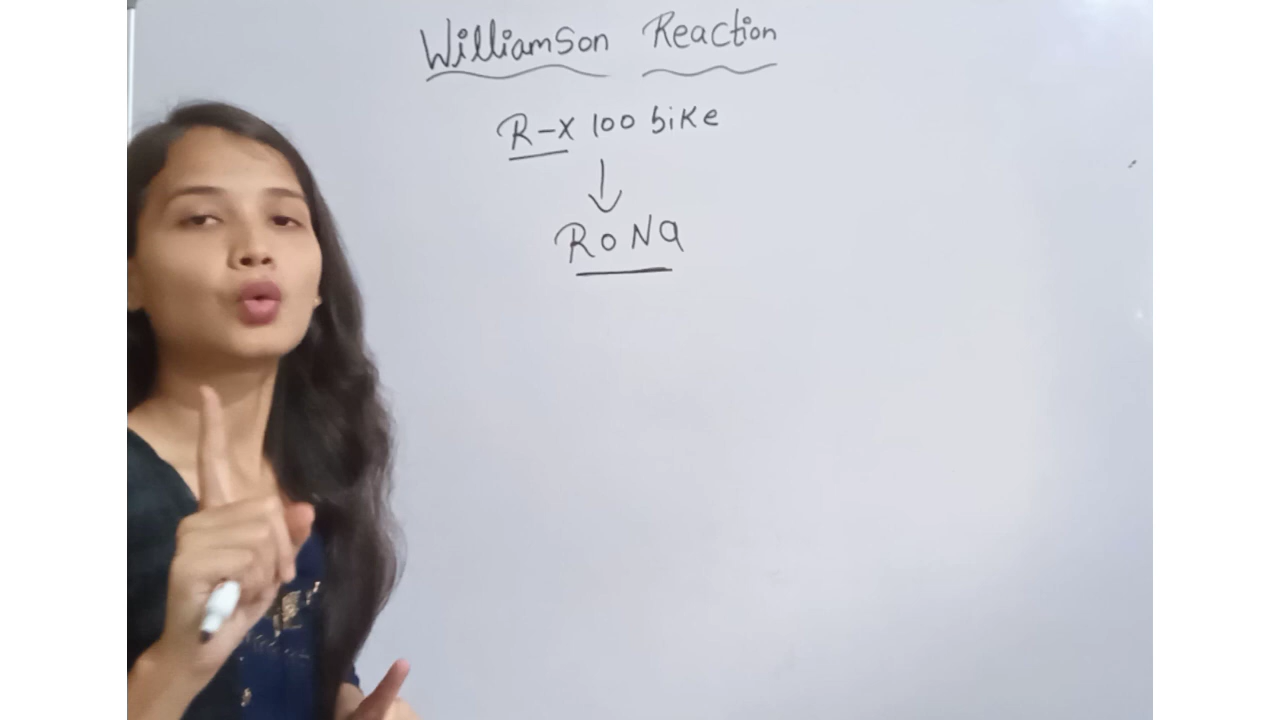 Williamson Reaction
R-X 100 bike
↓
RoNa